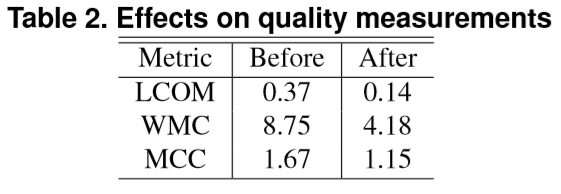 Table 2. Effects on quality measurements
Metric Before After
LCOM 0.37 0.14
WMC 8.75 4.18
MCC 1.67 1.15